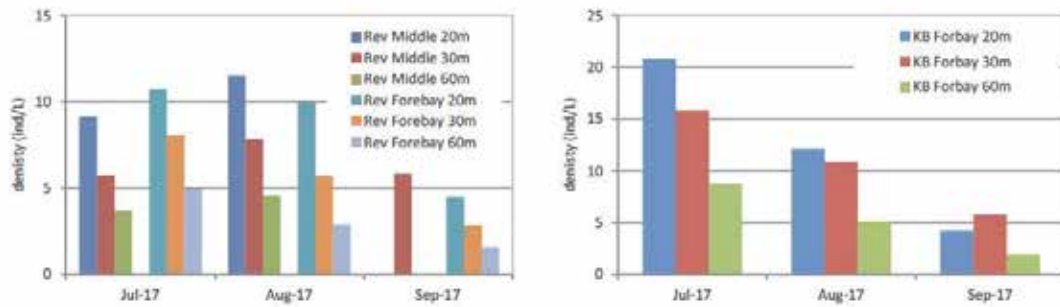 15
10
5
0
denisty (ind/L)
Rev Middle 20m
Rev Middle 30m
Rev Middle 60m
Rev Forebay 20m
Rev Forebay 30m
Rev Forebay 60m
Jul-17
Aug-17
Sep-17
25
20
15
10
5
0
denisty (ind/L)
KB Forbay 20m
KB Forbay 30m
KB Forbay 60m
Jul-17
Aug-17
Sep-17